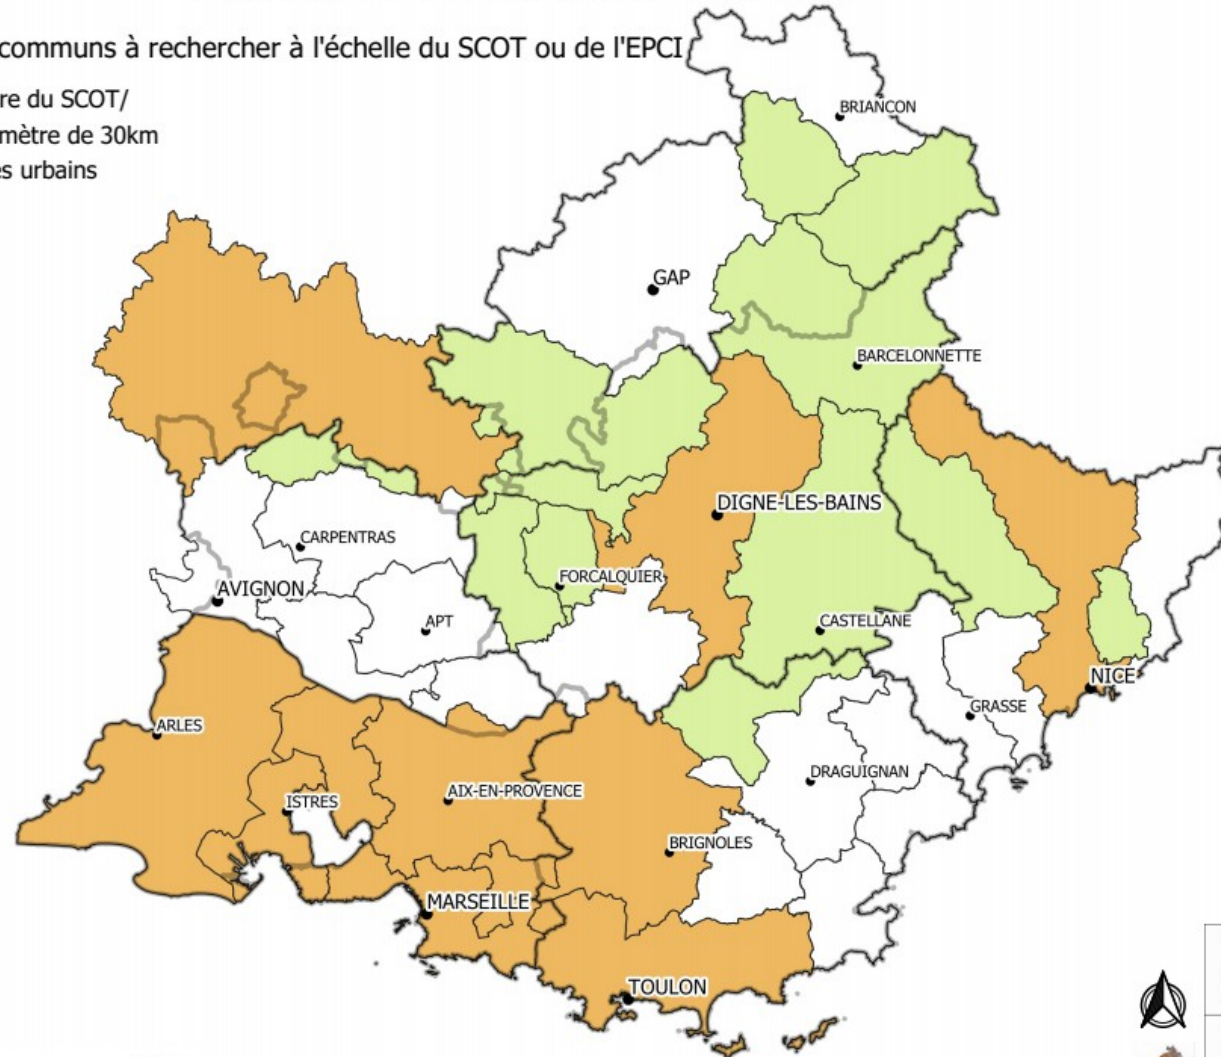 communs à rechercher à l'échelle du SCOT ou de l'EPCI
re du SCOT/
mètre de 30km
es urbains
BRIANCON
GAP
BARCELONNETTE
DIGNE-LES-BAINS
CARPENTRAS
FORCALQUIER
AVIGNON
APT
CASTELLANE
NICE
GRASSE
ARLES
DRAGUIGNAN
AIX-EN-PROVENCE
ISTRES
BRIGNOLES
MARSEILLE
TOULON